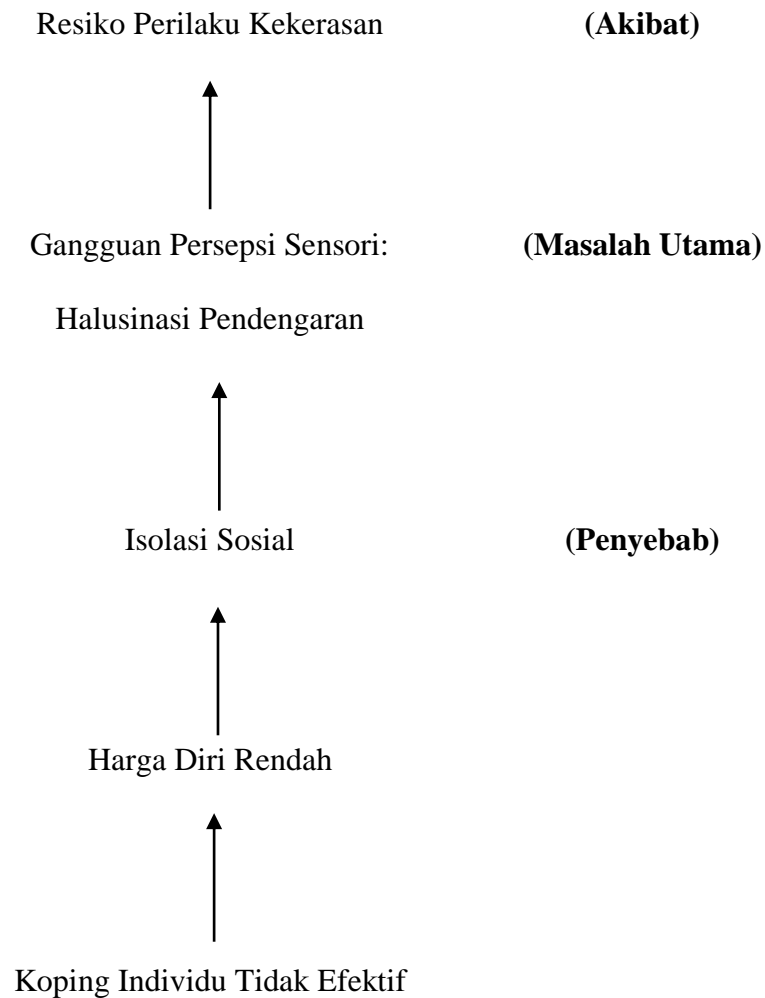 Resiko Perilaku Kekerasan (Akibat)
Gangguan Persepsi Sensori: (Masalah Utama)
Halusinasi Pendengaran
Isolasi Sosial (Penyebab)
Harga Diri Rendah
Koping Individu Tidak Efektif